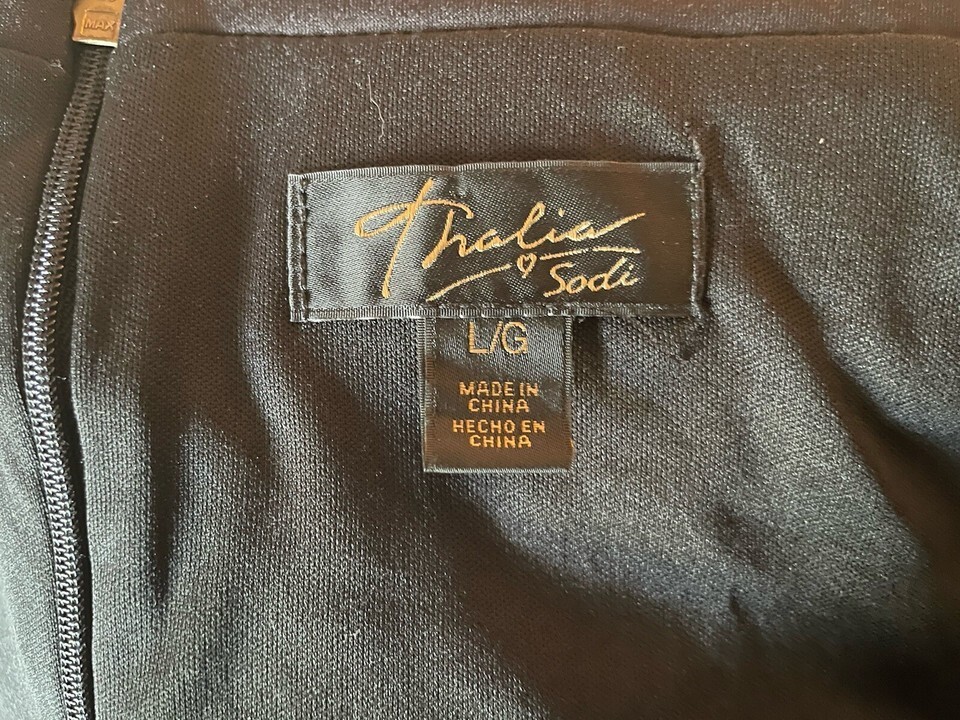 MAX
Thalia
Sodi
L/G
MADE IN
CHINA
HECHO EN
CHINA